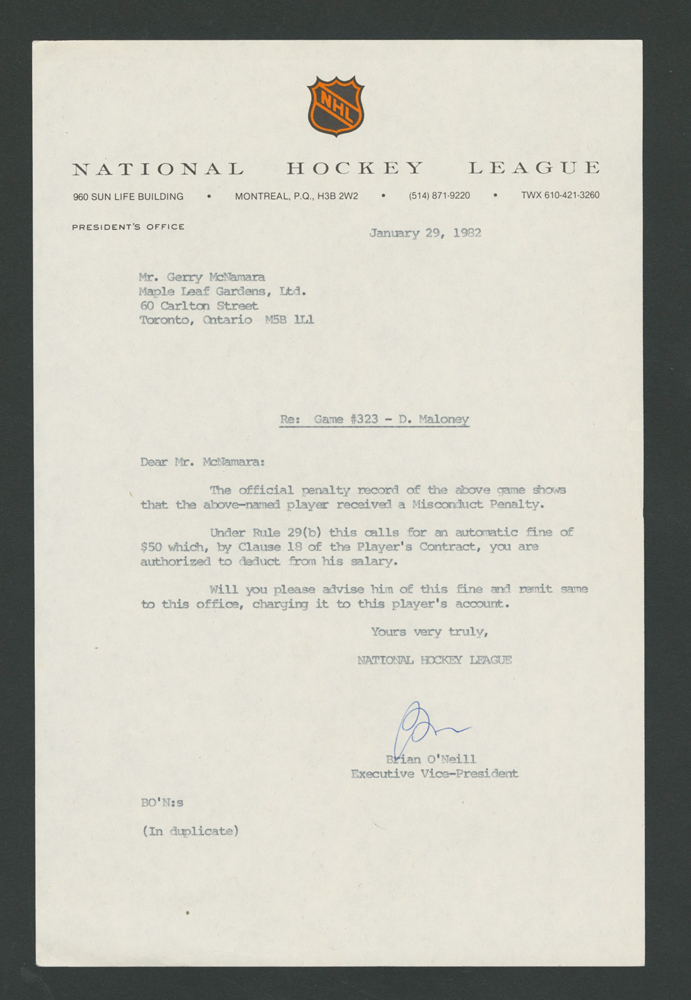 NHL
NATIONAL HOCKEY LEAGUE
960 SUN LIFE BUILDING • MONTREAL, P.Q., H3B 2W2 • (514) 871-9220 • TWX 610-421-3260
PRESIDENT'S OFFICE
January 29, 1982
Mr. Gerry McNamara
Maple Leaf Gardens, Ltd.
60 Carlton Street
Toronto, Ontario M5B 1L1
Re: Game #323 - D. Maloney
Dear Mr. McNamara:
The official penalty record of the above game shows
that the above-named player received a Misconduct Penalty.
Under Rule 29(b) this calls for an automatic fine of
$50 which, by Clause 18 of the Player's Contract, you are
authorized to deduct from his salary.
Will you please advise him of this fine and remit same
to this office, charging it to this player's account.
Yours very truly,
NATIONAL HOCKEY LEAGUE
Brian O'Neill
Executive Vice-President
BO'N:s
(In duplicate)